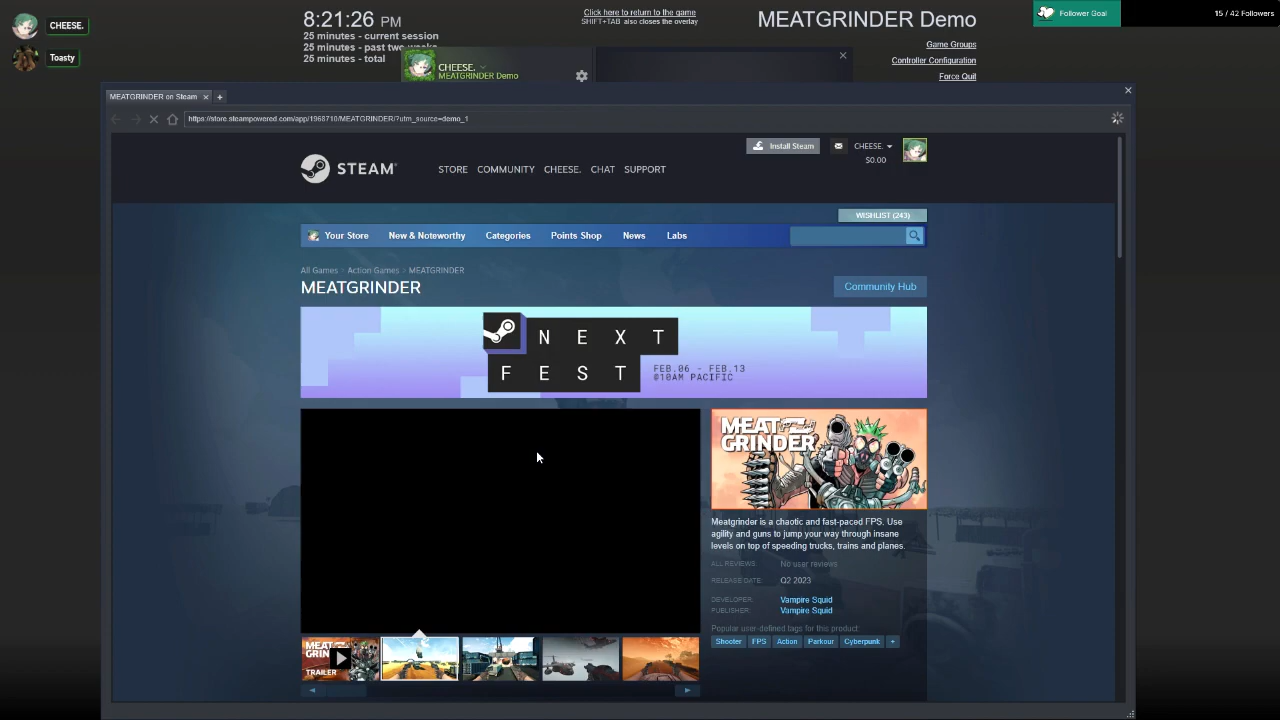 CHEESE.
Toasty
8:21:26 PM
25 minutes - current session
25 minutes - past two weeks
25 minutes - total
Click here to return to the game
SHIFT+TAB also closes the overlay
MEATGRINDER Demo
Game Groups
Controller Configuration
Force Quit
Follower Goal
15 / 42 Followers
CHEESE.
MEATGRINDER Demo
MEATGRINDER on Steam
https://store.steampowered.com/app/1968710/MEATGRINDER/?utm_source=demo_1
STEAM®
STORE COMMUNITY CHEESE. CHAT SUPPORT
Install Steam
CHEESE.
$0.00
WISHLIST (243)
Your Store New & Noteworthy Categories Points Shop News Labs
All Games > Action Games > MEATGRINDER
MEATGRINDER
Community Hub
NEXT
FEST
FEB.06 - FEB.13
@10AM PACIFIC
MEAT
GRINDER
Meatgrinder is a chaotic and fast-paced FPS. Use
agility and guns to jump your way through insane
levels on top of speeding trucks, trains and planes.
ALL REVIEWS: No user reviews
RELEASE DATE: Q2 2023
DEVELOPER: Vampire Squid
PUBLISHER: Vampire Squid
Popular user-defined tags for this product:
Shooter FPS Action Parkour Cyberpunk +
TRAILER